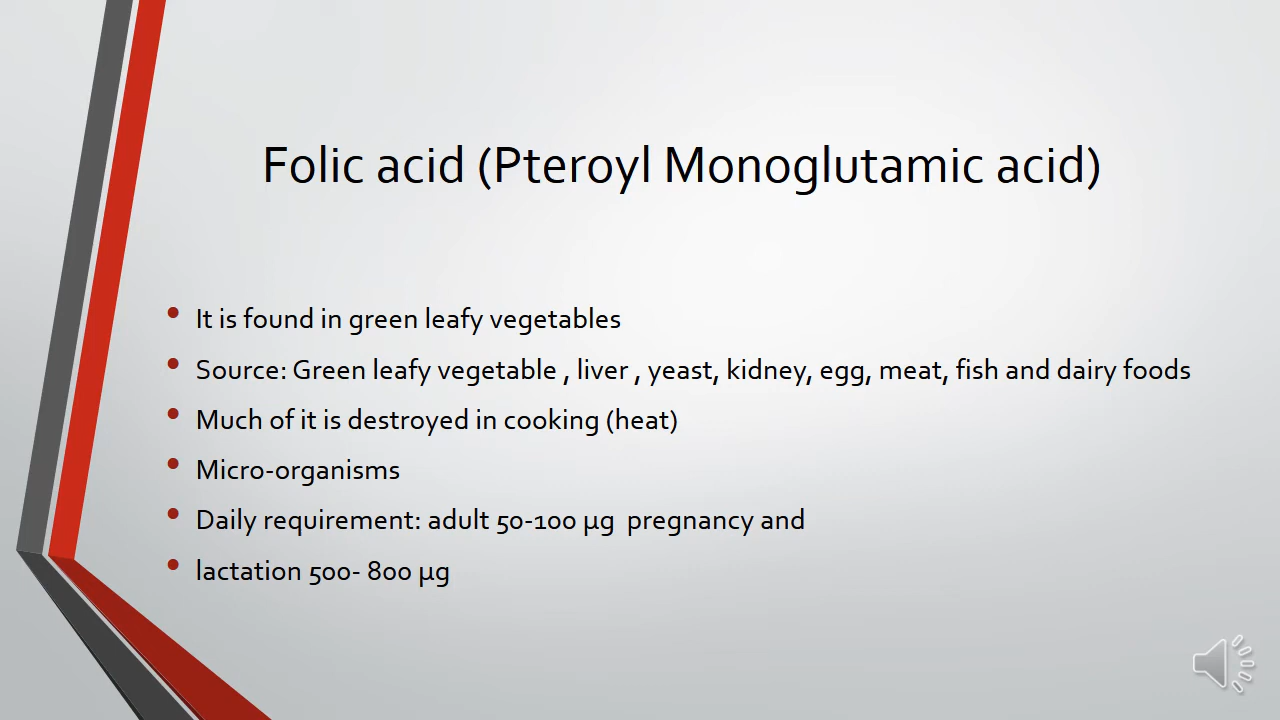 Folic acid (Pteroyl Monoglutamic acid)
It is found in green leafy vegetables
Source: Green leafy vegetable , liver , yeast, kidney, egg, meat, fish and dairy foods
Much of it is destroyed in cooking (heat)
Micro-organisms
Daily requirement: adult 50-100 µg  pregnancy and
lactation 500- 800 µg